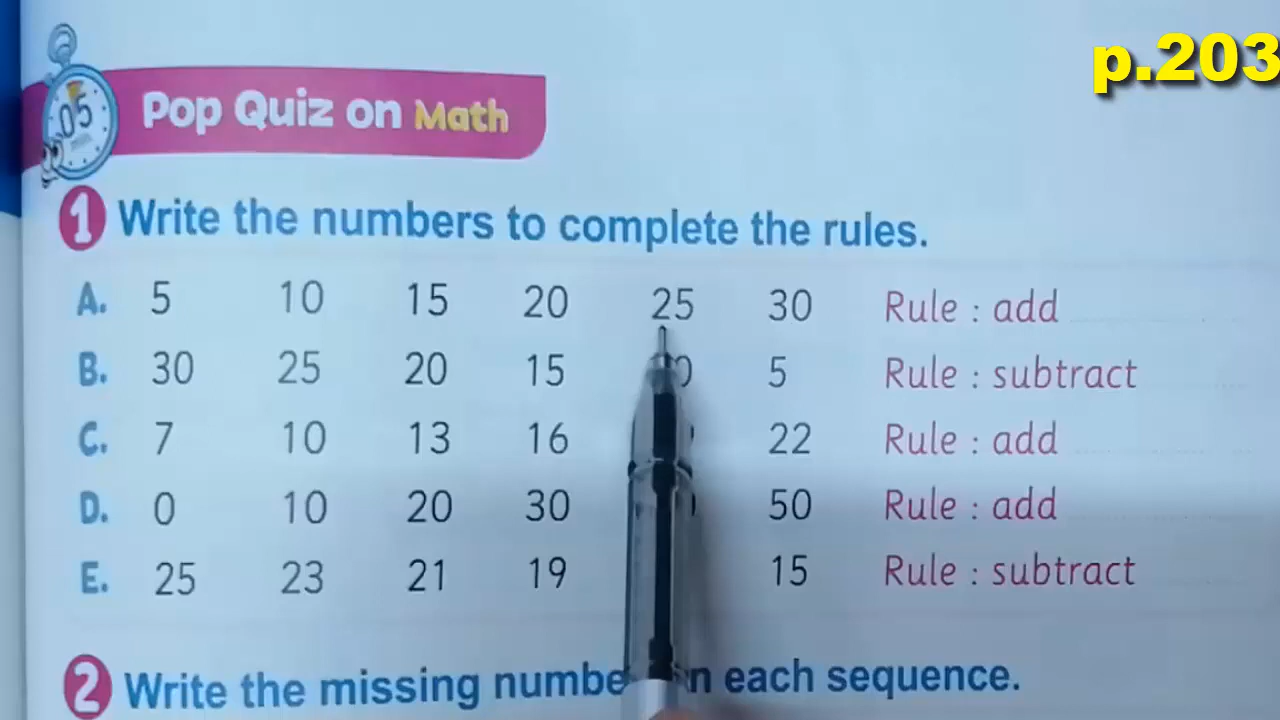 p.203
05
Pop Quiz on Math
1 Write the numbers to complete the rules.
A. 5 10 15 20 25 30 Rule : add
B. 30 25 20 15 5 Rule : subtract
C. 7 10 13 16 22 Rule : add
D. 0 10 20 30 50 Rule : add
E. 25 23 21 19 15 Rule : subtract
2 Write the missing each sequence.